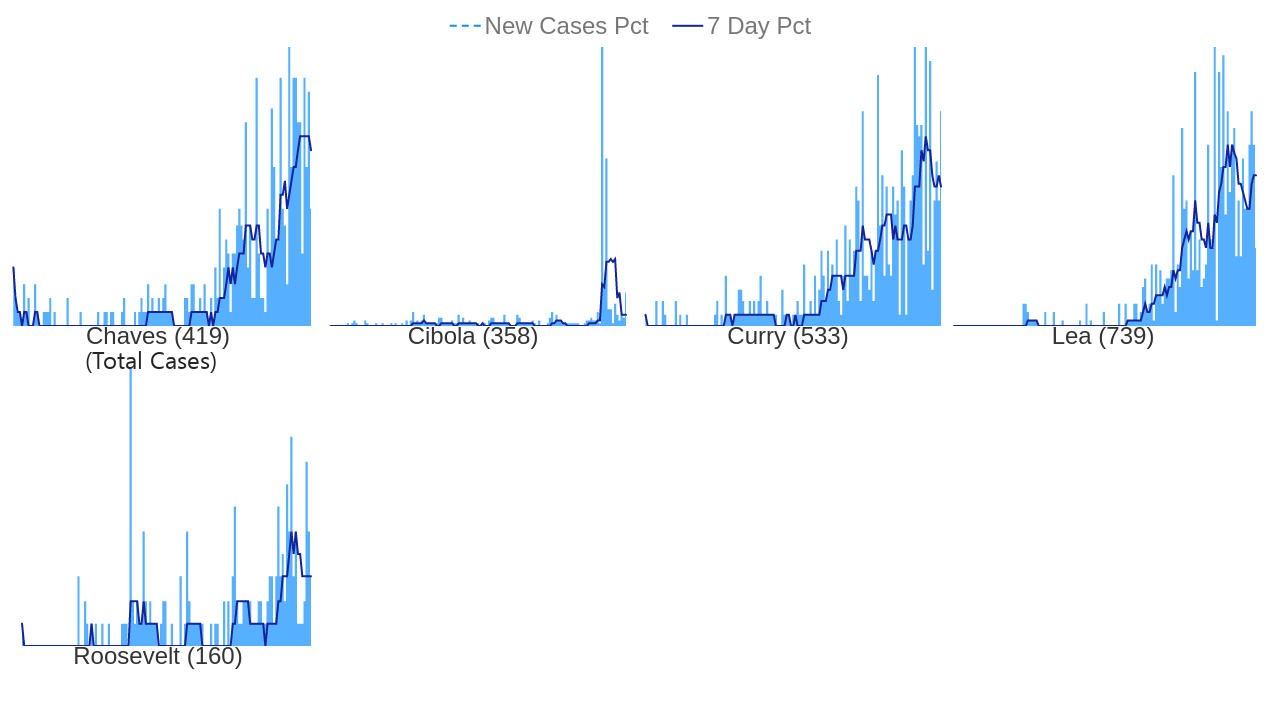 New Cases Pct 7 Day Pct
Chaves (419) Cibola (358) Curry (533) Lea (739)
(Total Cases)
Roosevelt (160)